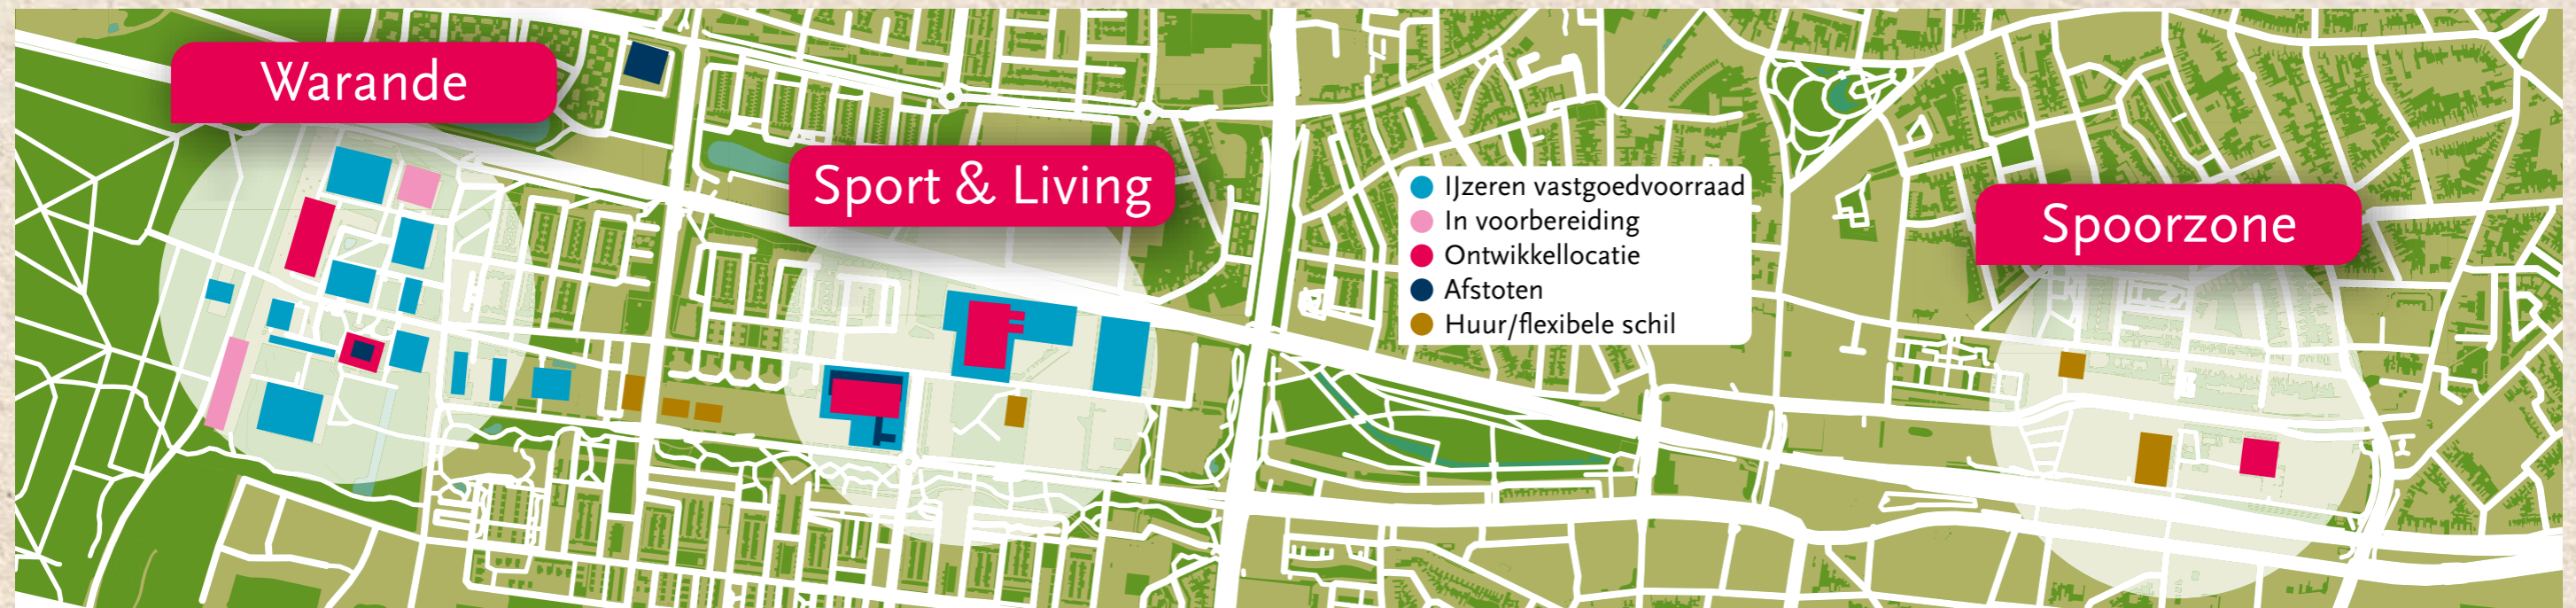 Warande
Sport & Living
IJzeren vastgoedvoorraad
In voorbereiding
Ontwikkellocatie
Afstoten
Huur/flexibele schil
Spoorzone